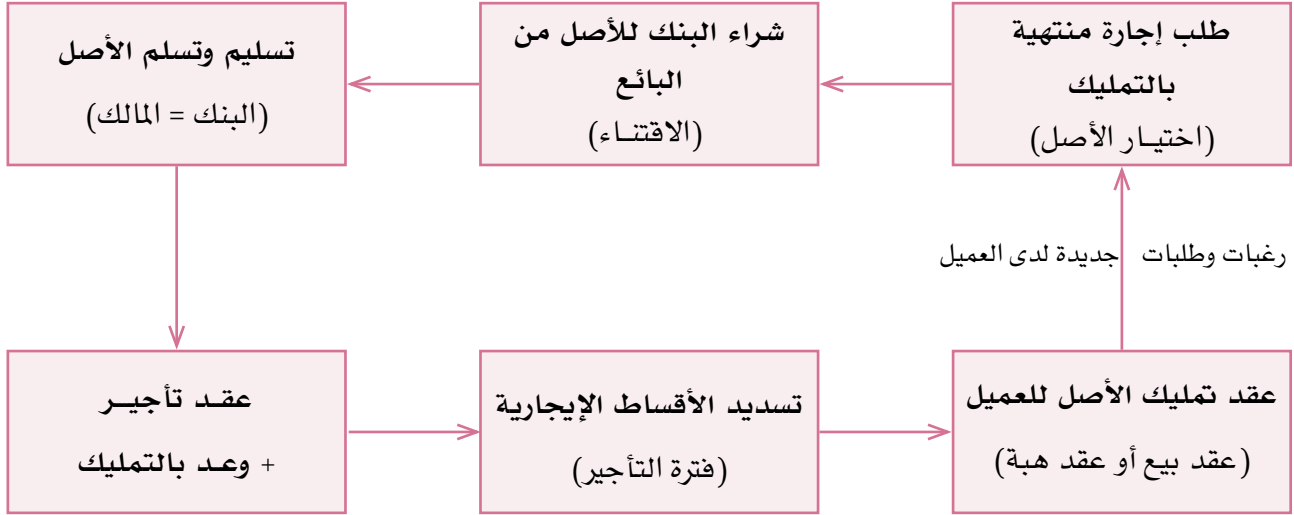 طلب إجارة منتهية
بالتمليك
(اختيار الأصل)
شراء البنك للأصل من
البائع
(الاقتناء)
تسليم وتسلم الأصل
(البنك = المالك)
عقد تأجير
+ وعد بالتمليك
تسديد الأقساط الإيجارية
(فترة التأجير)
عقد تمليك الأصل للعميل
(عقد بيع أو عقد هبة)
رغبات وطلبات جديدة لدى العميل